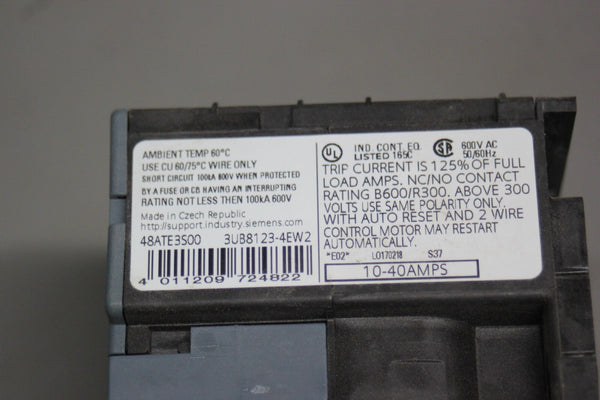 AMBIENT TEMP 60°C
USE CU 60/75°C WIRE ONLY
SHORT CIRCUIT 100kA 600V WHEN PROTECTED
BY A FUSE OR CB HAVING AN INTERRUPTING
RATING NOT LESS THEN 100kA 600V
Made in Czech Republic
http://support.industry.siemens.com
48ATE3S00 3UB8123-4EW2
4 011209 724822
UL IND. CONT. EQ. LISTED 165C SA 600V AC 50/60Hz
TRIP CURRENT IS 125% OF FULL
LOAD AMPS. NC/NO CONTACT
RATING B600/R300. ABOVE 300
VOLTS USE SAME POLARITY ONLY.
WITH AUTO RESET AND 2 WIRE
CONTROL MOTOR MAY RESTART
AUTOMATICALLY.
"E02" LO170218 S37
10-40AMPS